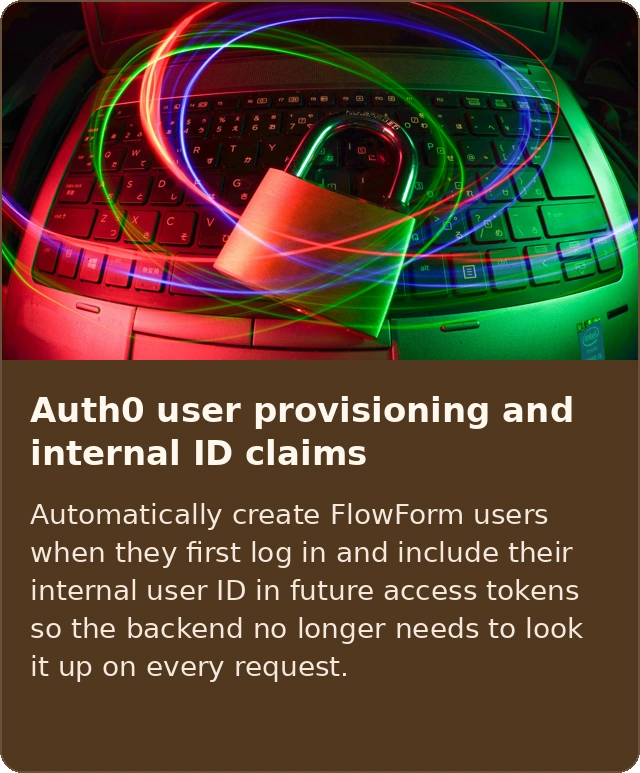 Auth0 user provisioning and
internal ID claims
Automatically create FlowForm users
when they first log in and include their
internal user ID in future access tokens
so the backend no longer needs to look
it up on every request.